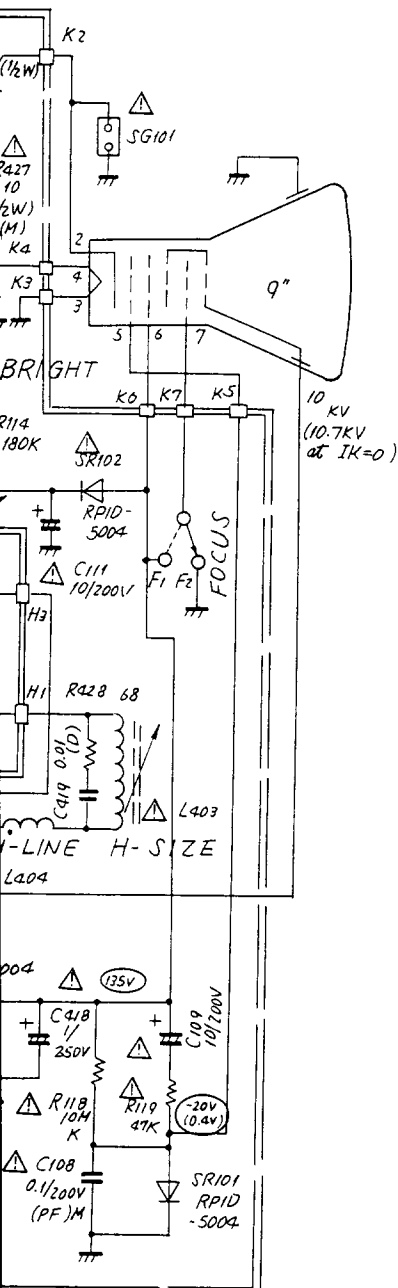 K2
(1/2W)
SG101
R427
10
1/2W)
(M)
K4
K3
2
4
3
9"
5
6
7
BRIGHT
K6
K7
K5
10
KV
(10.7KV
at IK=0)
R114
180K
SR102
RP1D-
5004
C111
10/200V
F1
F2
FOCUS
H3
H1
R428
68
C419
0.01
(D)
L403
H-LINE
H-SIZE
L404
5004
135V
C418
1/
250V
C109
10/200V
R118
10M
K
R119
47K
-20V
(0.4V)
C108
0.1/200V
(PF)M
SR101
RP1D
-5004